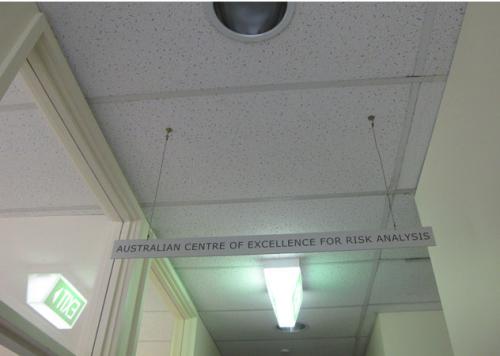 AUSTRALIAN CENTRE OF EXCELLENCE FOR RISK ANALYSIS
EXIT